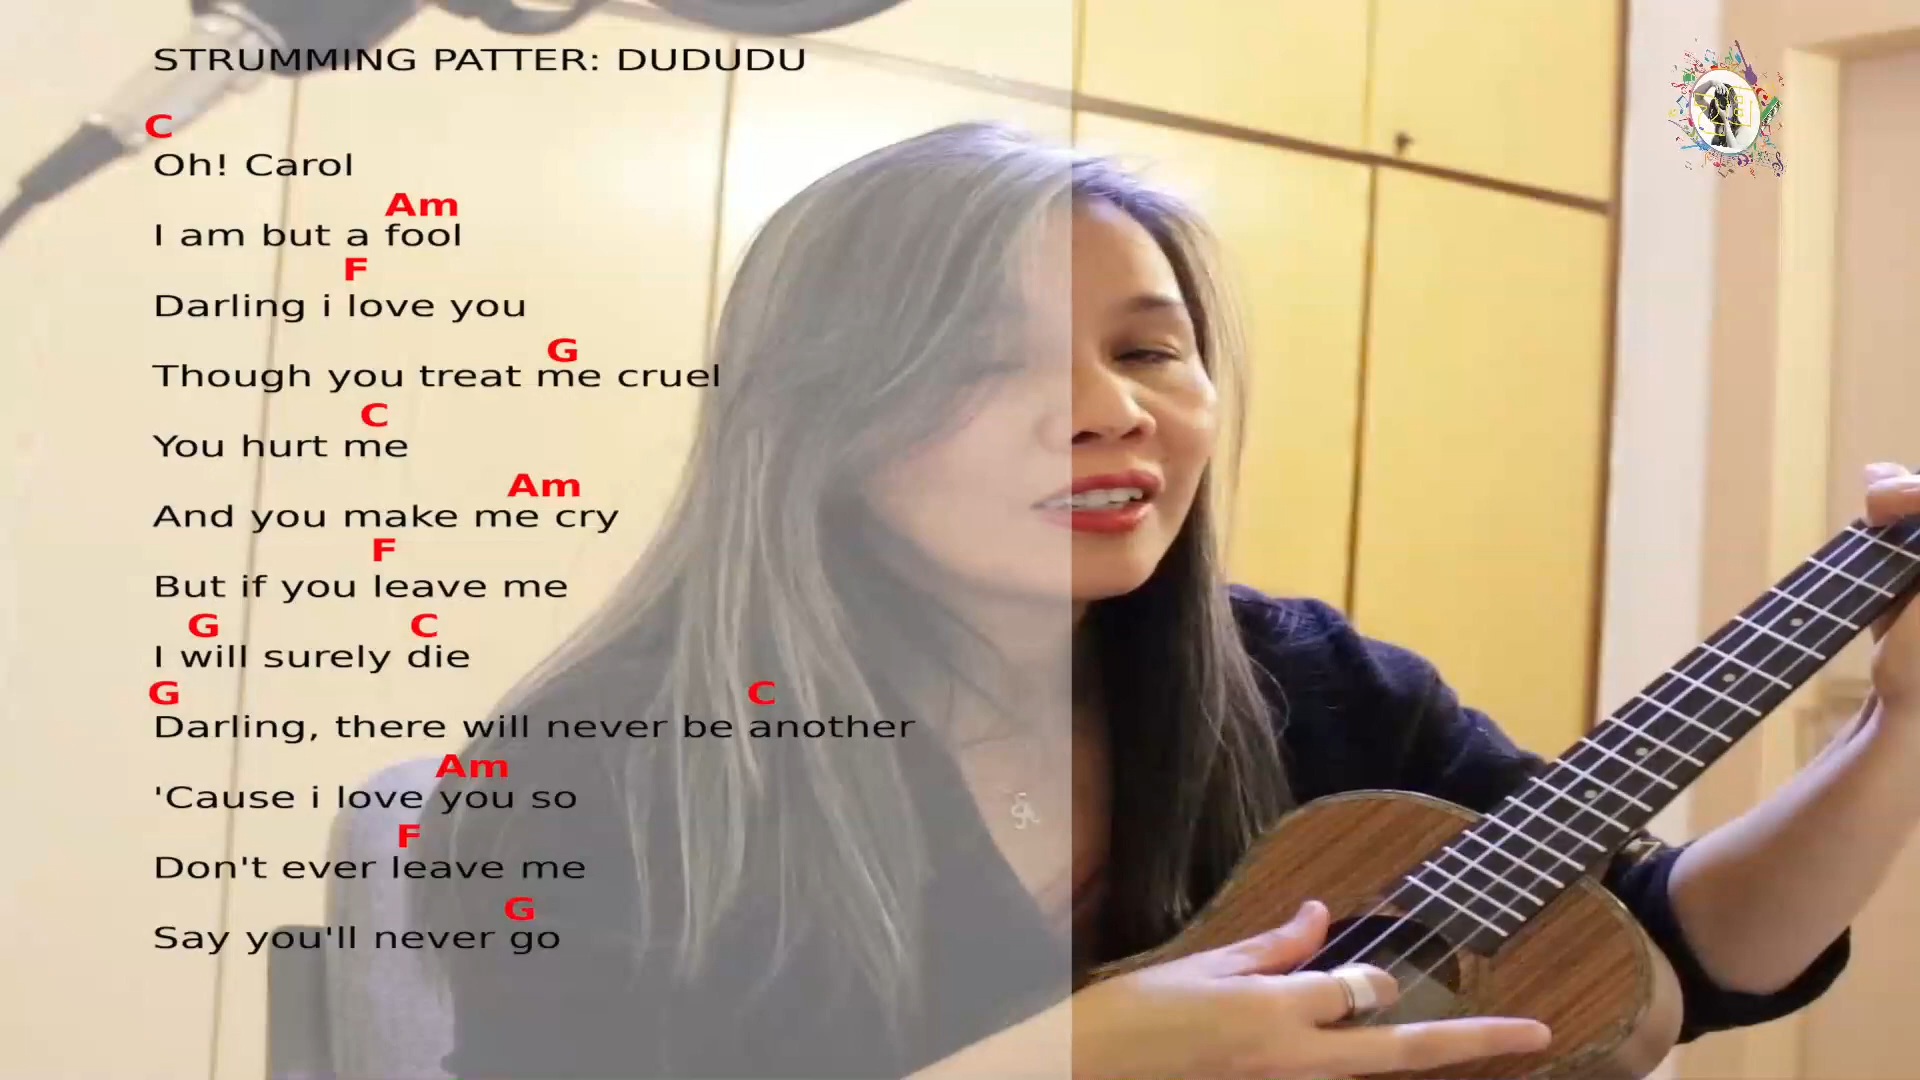 STRUMMING PATTER: DUDUDU
C
Oh! Carol
Am
I am but a fool
F
Darling i love you
G
Though you treat me cruel
C
You hurt me
Am
And you make me cry
F
But if you leave me
G C
I will surely die
G C
Darling, there will never be another
Am
'Cause i love you so
F
Don't ever leave me
G
Say you'll never go